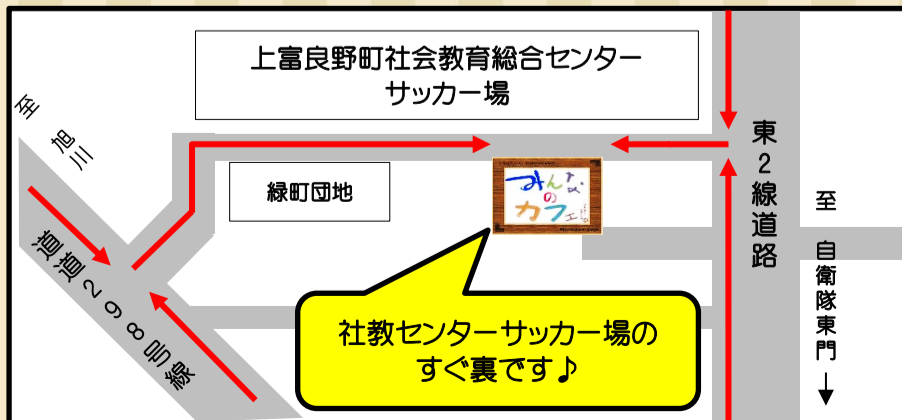 上富良野町社会教育総合センター
サッカー場
至 旭川
緑町団地
みんなの
カフェ
東2線道路
至 自衛隊東門 ↓
道道298号線
社教センターサッカー場の
すぐ裏です♪